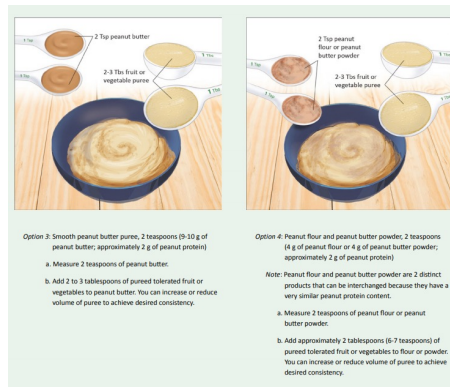 2 Tsp peanut butter
2-3 Tbs fruit or
vegetable puree
1 Tsp
1 Tsp
1 Tbs
1 Tbs
Option 3: Smooth peanut butter puree, 2 teaspoons (9-10 g of
peanut butter; approximately 2 g of peanut protein)
a. Measure 2 teaspoons of peanut butter.
b. Add 2 to 3 tablespoons of pureed tolerated fruit or
vegetables to peanut butter. You can increase or reduce
volume of puree to achieve desired consistency.
2 Tsp peanut
flour or peanut
butter powder
2-3 Tbs fruit or
vegetable puree
1 Tsp
1 Tsp
1 Tbs
1 Tbs
Option 4: Peanut flour and peanut butter powder, 2 teaspoons
(4 g of peanut flour or 4 g of peanut butter powder;
approximately 2 g of peanut protein)
Note: Peanut flour and peanut butter powder are 2 distinct
products that can be interchanged because they have a
very similar peanut protein content.
a. Measure 2 teaspoons of peanut flour or peanut
butter powder.
b. Add approximately 2 tablespoons (6-7 teaspoons) of
pureed tolerated fruit or vegetables to flour or powder.
You can increase or reduce volume of puree to achieve
desired consistency.